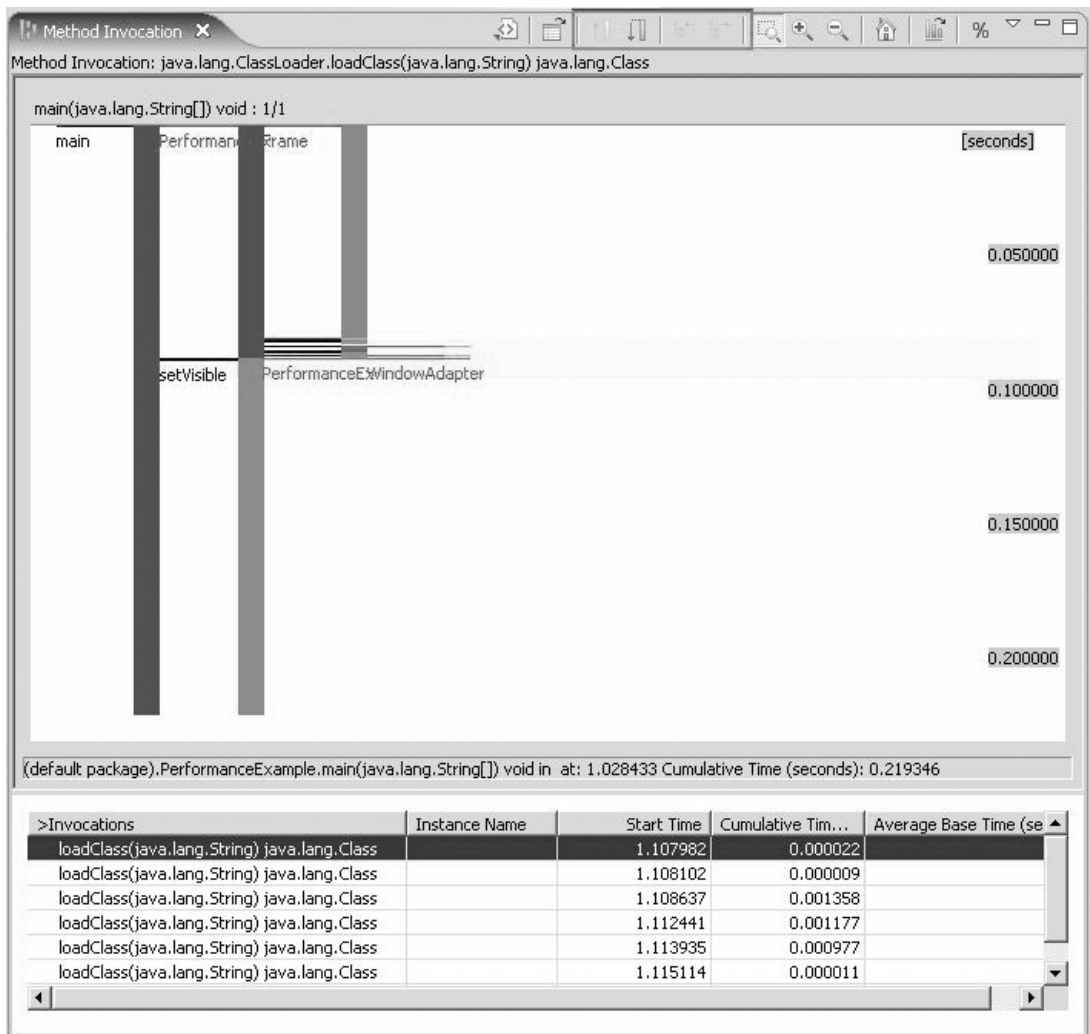 Method Invocation
%
Method Invocation: java.lang.ClassLoader.loadClass(java.lang.String) java.lang.Class
main(java.lang.String[]) void : 1/1
main
[seconds]
0.050000
setVisible
WindowAdapter
0.100000
0.150000
0.200000
(default package).PerformanceExample.main(java.lang.String[]) void in at: 1.028433 Cumulative Time (seconds): 0.219346
>Invocations Instance Name Start Time Cumulative Tim... Average Base Time (se
loadClass(java.lang.String) java.lang.Class 1.107982 0.000022
loadClass(java.lang.String) java.lang.Class 1.108102 0.000009
loadClass(java.lang.String) java.lang.Class 1.108637 0.001358
loadClass(java.lang.String) java.lang.Class 1.112441 0.001177
loadClass(java.lang.String) java.lang.Class 1.113935 0.000977
loadClass(java.lang.String) java.lang.Class 1.115114 0.000011